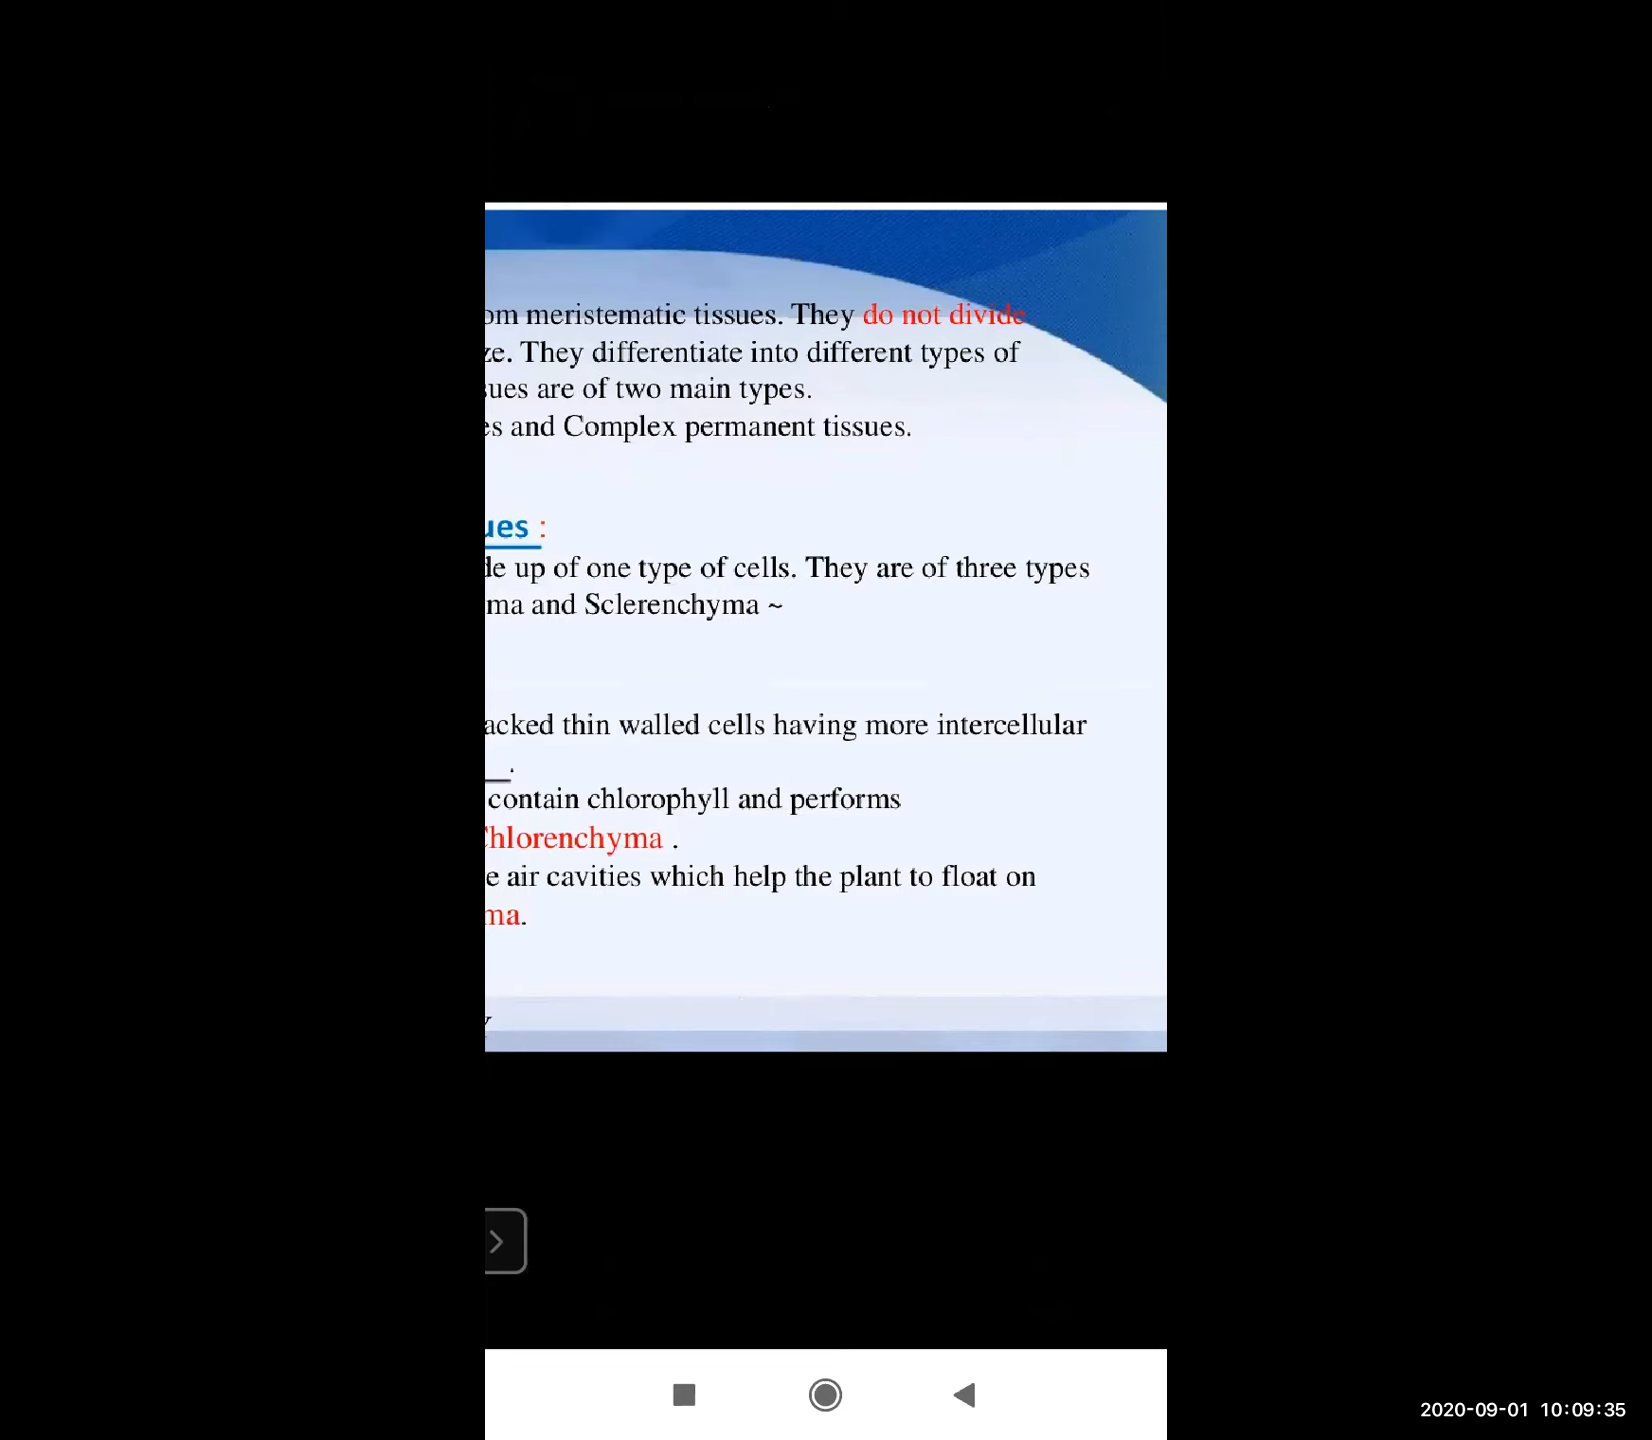 om meristematic tissues. They do not divide
ze. They differentiate into different types of
sues are of two main types.
es and Complex permanent tissues.
ues :
de up of one type of cells. They are of three types
ma and Sclerenchyma ~
acked thin walled cells having more intercellular
__.
contain chlorophyll and performs
Chlorenchyma .
e air cavities which help the plant to float on
ma.
2020-09-01 10:09:35